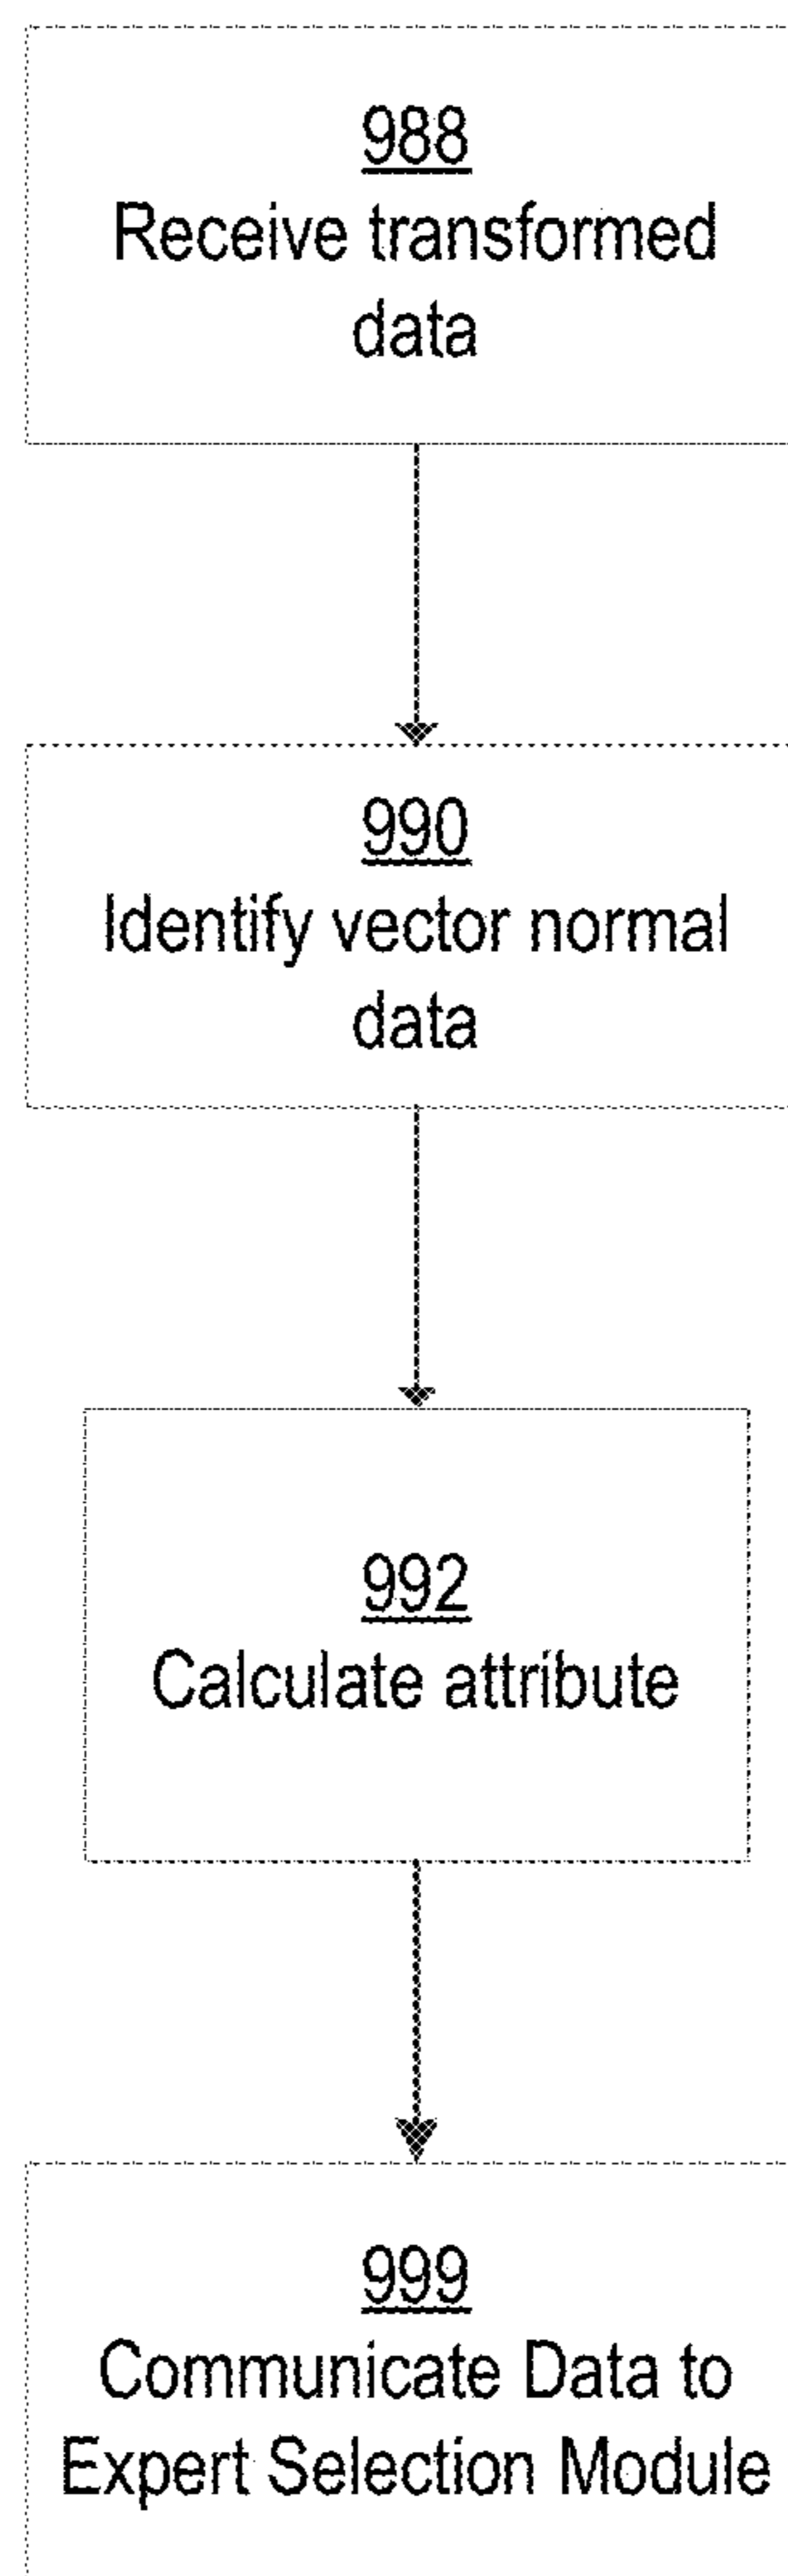 988
Receive transformed
data
990
Identify vector normal
data
992
Calculate attribute
999
Communicate Data to
Expert Selection Module